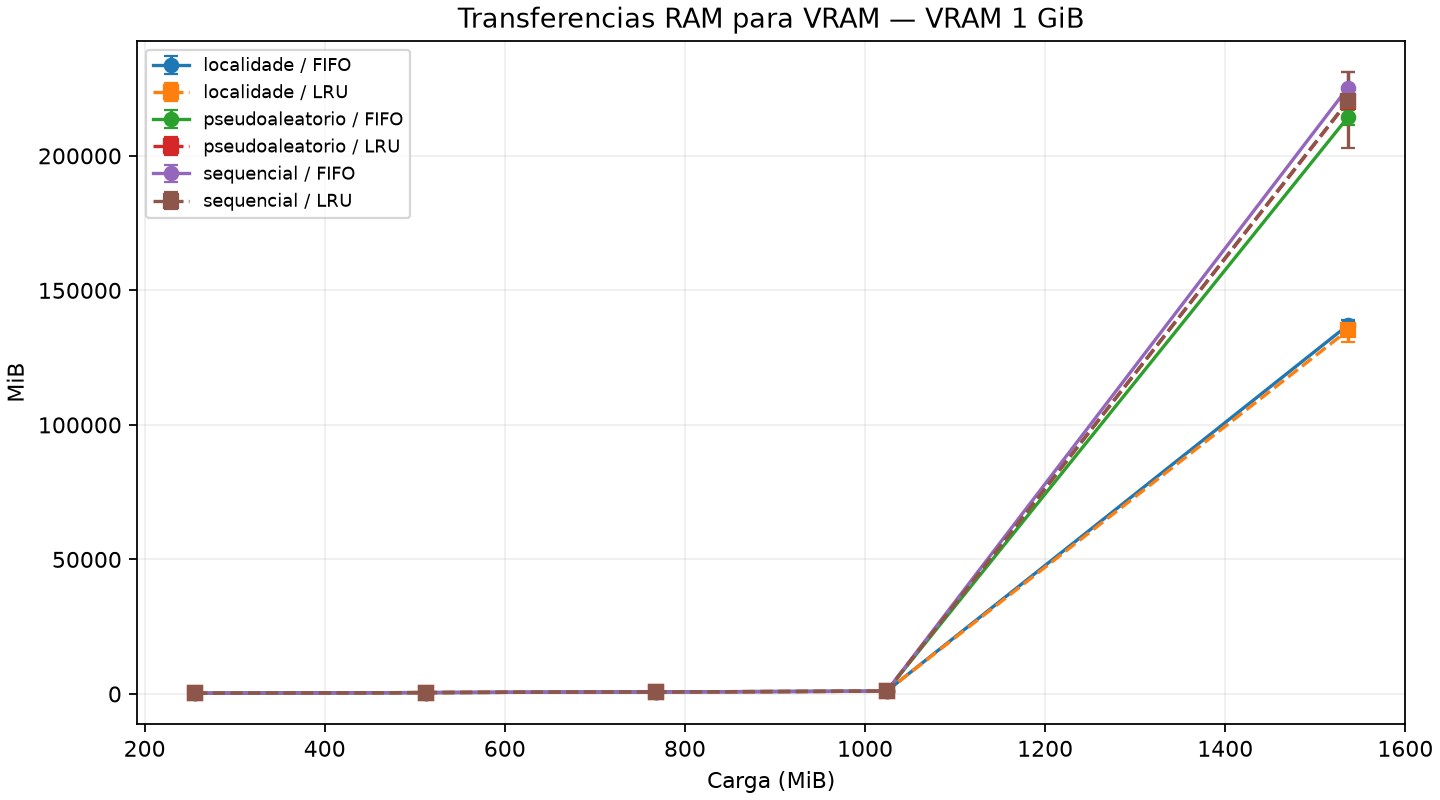 Transferencias RAM para VRAM — VRAM 1 GiB
localidade / FIFO
localidade / LRU
pseudoaleatorio / FIFO
pseudoaleatorio / LRU
sequencial / FIFO
sequencial / LRU
MiB
200000
150000
100000
50000
0
200 400 600 800 1000 1200 1400 1600
Carga (MiB)